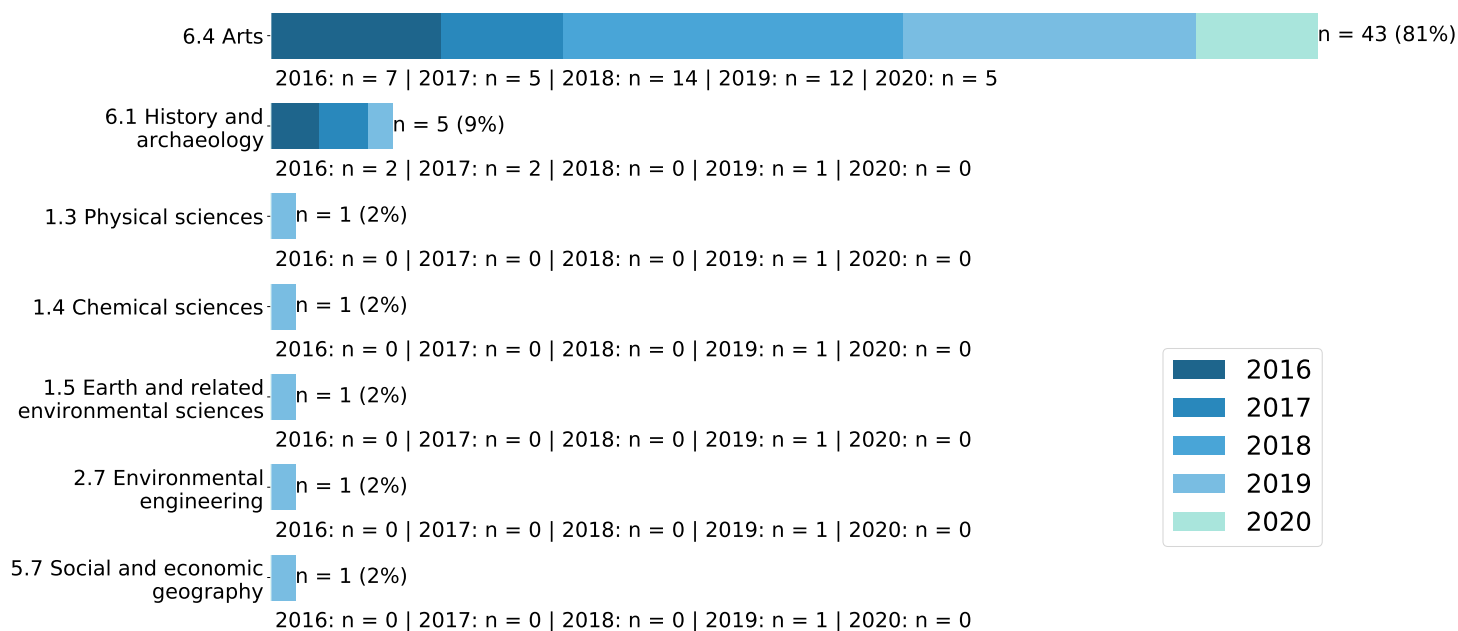 6.4 Arts
n = 43 (81%)
2016: n = 7 | 2017: n = 5 | 2018: n = 14 | 2019: n = 12 | 2020: n = 5
6.1 History and
archaeology
n = 5 (9%)
2016: n = 2 | 2017: n = 2 | 2018: n = 0 | 2019: n = 1 | 2020: n = 0
1.3 Physical sciences
n = 1 (2%)
2016: n = 0 | 2017: n = 0 | 2018: n = 0 | 2019: n = 1 | 2020: n = 0
1.4 Chemical sciences
n = 1 (2%)
2016: n = 0 | 2017: n = 0 | 2018: n = 0 | 2019: n = 1 | 2020: n = 0
1.5 Earth and related
environmental sciences
n = 1 (2%)
2016: n = 0 | 2017: n = 0 | 2018: n = 0 | 2019: n = 1 | 2020: n = 0
2.7 Environmental
engineering
n = 1 (2%)
2016: n = 0 | 2017: n = 0 | 2018: n = 0 | 2019: n = 1 | 2020: n = 0
5.7 Social and economic
geography
n = 1 (2%)
2016: n = 0 | 2017: n = 0 | 2018: n = 0 | 2019: n = 1 | 2020: n = 0
2016
2017
2018
2019
2020